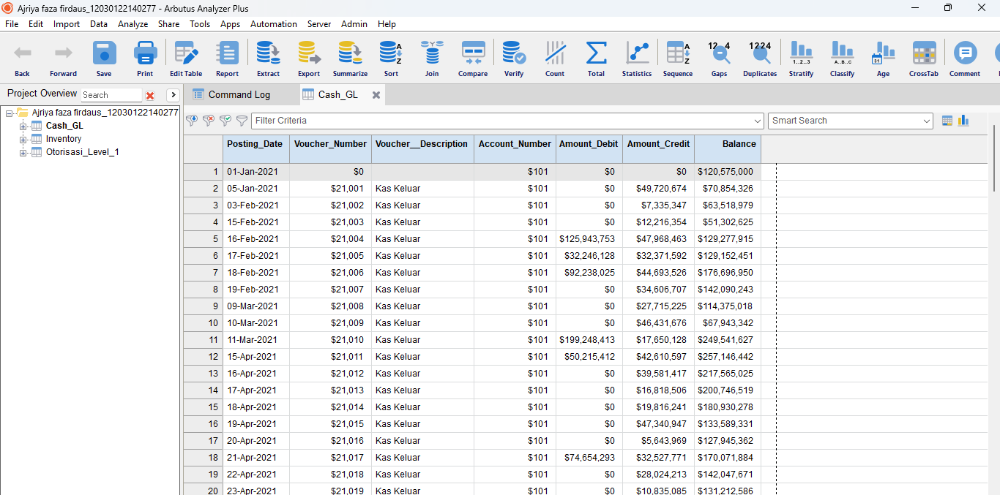 Ajriya faza firdaus_12030122140277 - Arbutus Analyzer Plus
File Edit Import Data Analyze Share Tools Apps Automation Server Admin Help
Back Forward Save Print Edit Table Report Extract Export Summarize Sort Join Compare Verify Count Total Statistics Sequence Gaps Duplicates Stratify Classify Age CrossTab Comment
Project Overview Search Command Log Cash_GL
Ajriya faza firdaus_12030122140277 Filter Criteria Smart Search
Cash_GL
Inventory
Otorisasi_Level_1
Posting_Date Voucher_Number Voucher__Description Account_Number Amount_Debit Amount_Credit Balance
1 01-Jan-2021 $0 $101 $0 $0 $120,575,000
2 05-Jan-2021 $21,001 Kas Keluar $101 $0 $49,720,674 $70,854,326
3 03-Feb-2021 $21,002 Kas Keluar $101 $0 $7,335,347 $63,518,979
4 15-Feb-2021 $21,003 Kas Keluar $101 $0 $12,216,354 $51,302,625
5 16-Feb-2021 $21,004 Kas Keluar $101 $125,943,753 $47,968,463 $129,277,915
6 17-Feb-2021 $21,005 Kas Keluar $101 $32,246,128 $32,371,592 $129,152,451
7 18-Feb-2021 $21,006 Kas Keluar $101 $92,238,025 $44,693,526 $176,696,950
8 19-Feb-2021 $21,007 Kas Keluar $101 $0 $34,606,707 $142,090,243
9 09-Mar-2021 $21,008 Kas Keluar $101 $0 $27,715,225 $114,375,018
10 10-Mar-2021 $21,009 Kas Keluar $101 $0 $46,431,676 $67,943,342
11 11-Mar-2021 $21,010 Kas Keluar $101 $199,248,413 $17,650,128 $249,541,627
12 15-Apr-2021 $21,011 Kas Keluar $101 $50,215,412 $42,610,597 $257,146,442
13 16-Apr-2021 $21,012 Kas Keluar $101 $0 $39,581,417 $217,565,025
14 17-Apr-2021 $21,013 Kas Keluar $101 $0 $16,818,506 $200,746,519
15 18-Apr-2021 $21,014 Kas Keluar $101 $0 $19,816,241 $180,930,278
16 19-Apr-2021 $21,015 Kas Keluar $101 $0 $47,340,947 $133,589,331
17 20-Apr-2021 $21,016 Kas Keluar $101 $0 $5,643,969 $127,945,362
18 21-Apr-2021 $21,017 Kas Keluar $101 $74,654,293 $32,527,771 $170,071,884
19 22-Apr-2021 $21,018 Kas Keluar $101 $0 $28,024,213 $142,047,671
20 23-Apr-2021 $21,019 Kas Keluar $101 $0 $10,835,085 $131,212,586